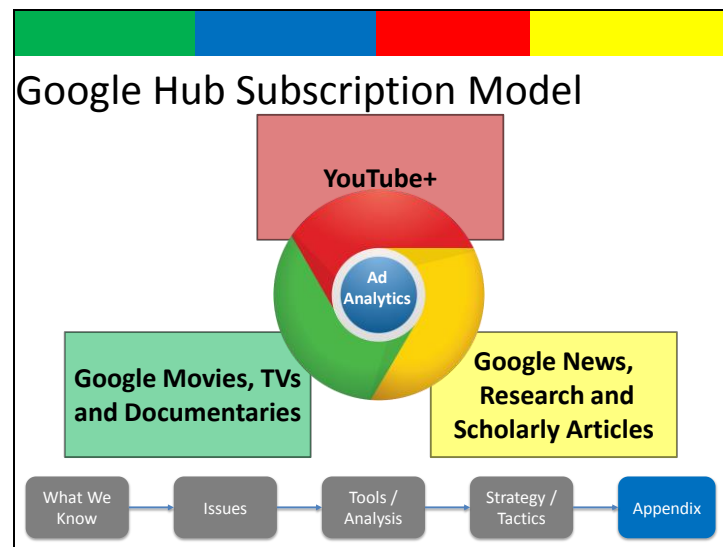 Google Hub Subscription Model
YouTube+
Ad
Analytics
Google Movies, TVs
and Documentaries
Google News,
Research and
Scholarly Articles
What We
Know
Issues
Tools /
Analysis
Strategy /
Tactics
Appendix